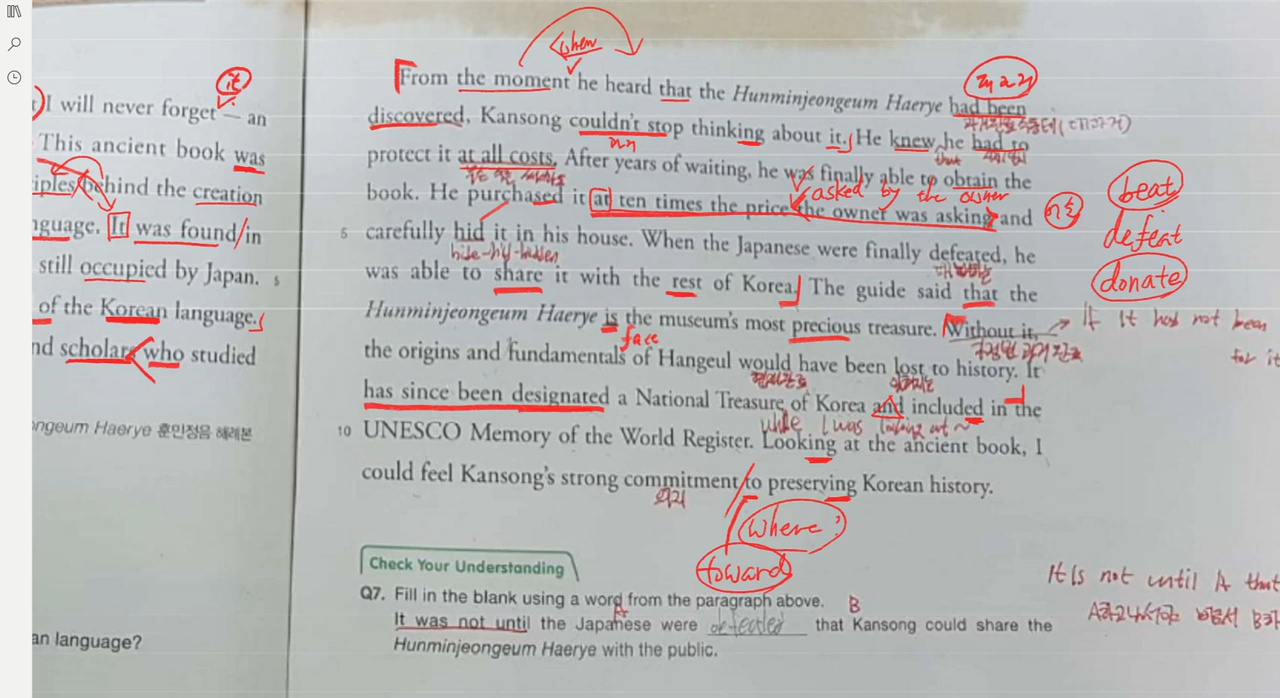 it
I will never forget — an
This ancient book was
iples behind the creation
nguage. It was found in
still occupied by Japan. 5
of the Korean language.
nd scholars who studied
ongeum Haerye 훈민정음 해례본
an language?
when
From the moment he heard that the Hunminjeongeum Haerye had been
discovered, Kansong couldn't stop thinking about it. He knew he had to
that
protect it at all costs. After years of waiting, he was finally able to obtain the
asked by the owner
book. He purchased it at ten times the price the owner was asking and
5 carefully hid it in his house. When the Japanese were finally defeated, he
hide-hid-hidden
was able to share it with the rest of Korea. The guide said that the
Hunminjeongeum Haerye is the museum's most precious treasure. Without it,
face
the origins and fundamentals of Hangeul would have been lost to history. It
has since been designated a National Treasure of Korea and included in the
while I was looking at ~
10 UNESCO Memory of the World Register. Looking at the ancient book, I
could feel Kansong's strong commitment to preserving Korean history.
where?
toward
beat
defeat
donate
If it had not been
for it
Check Your Understanding
Q7. Fill in the blank using a word from the paragraph above.
A B
It was not until the Japanese were defeated that Kansong could share the
Hunminjeongeum Haerye with the public.
It is not until A that